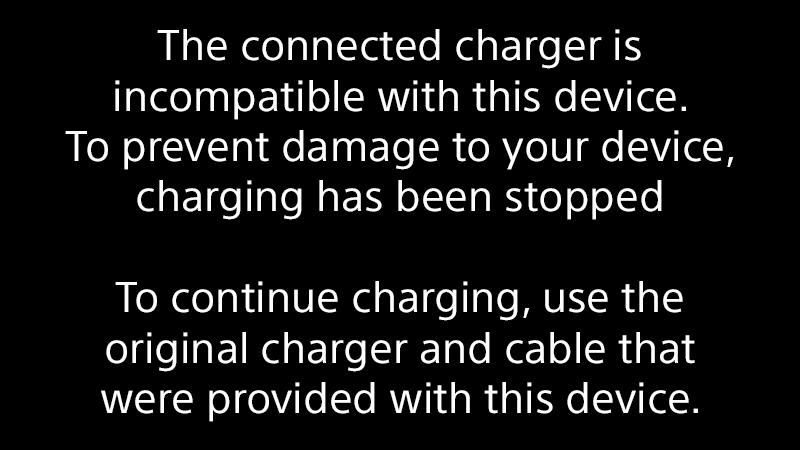 The connected charger is
incompatible with this device.
To prevent damage to your device,
charging has been stopped
To continue charging, use the
original charger and cable that
were provided with this device.